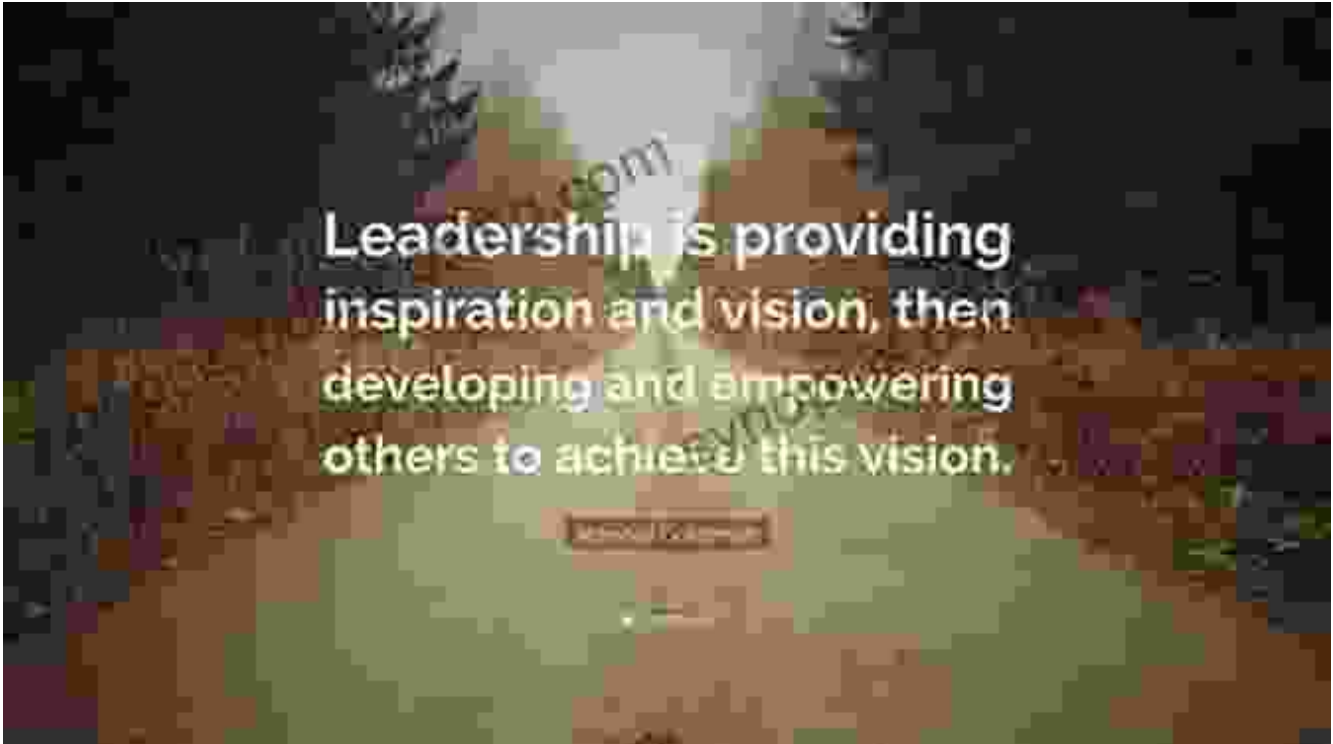 Leadership is providing
inspiration and vision, then
developing and empowering
others to achieve this vision.